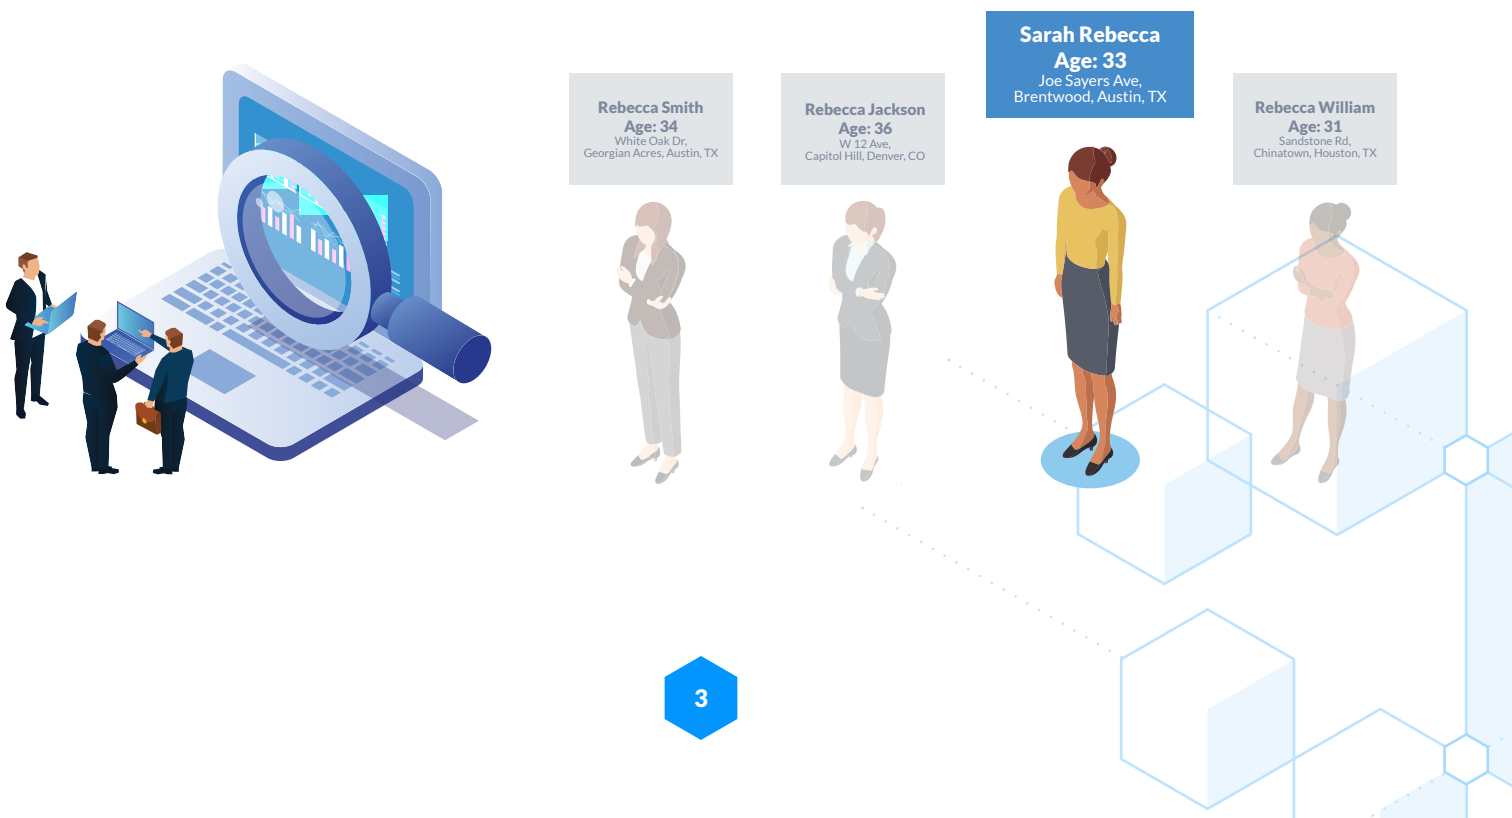 Sarah Rebecca
Age: 33
Joe Sayers Ave,
Brentwood, Austin, TX
Rebecca Smith
Age: 34
White Oak Dr,
Georgian Acres, Austin, TX
Rebecca Jackson
Age: 36
W 12 Ave,
Capitol Hill, Denver, CO
Rebecca William
Age: 31
Sandstone Rd,
Chinatown, Houston, TX
3